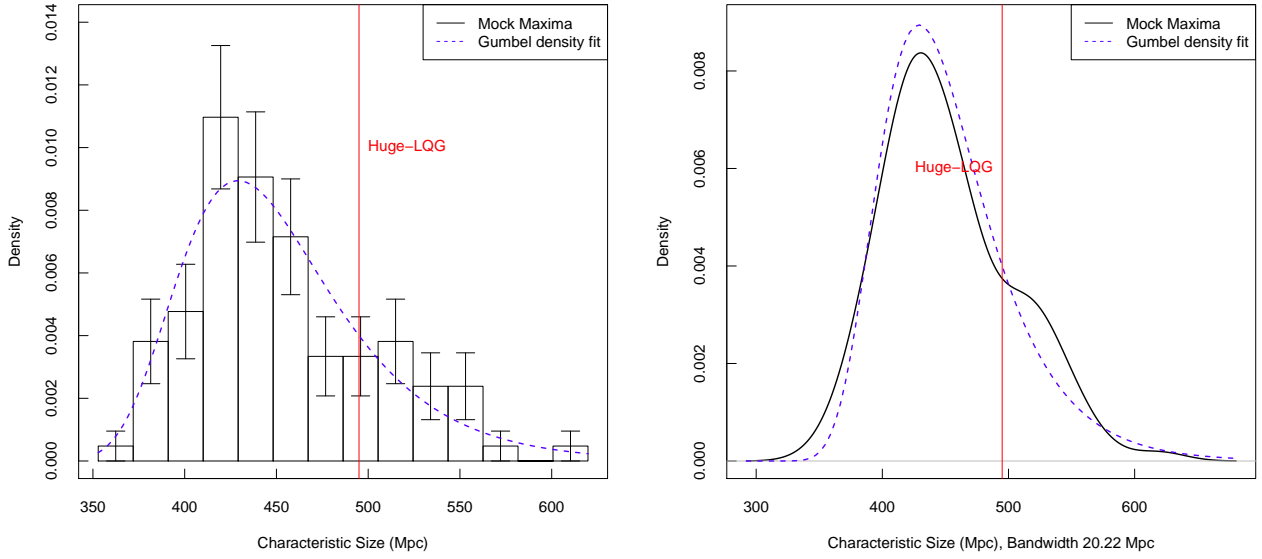 Mock Maxima
Gumbel density fit
Huge−LQG
Density
0.000
0.002
0.004
0.006
0.008
0.010
0.012
0.014
350
400
450
500
550
600
Characteristic Size (Mpc)
Mock Maxima
Gumbel density fit
Huge−LQG
Density
0.000
0.002
0.004
0.006
0.008
300
400
500
600
Characteristic Size (Mpc), Bandwidth 20.22 Mpc